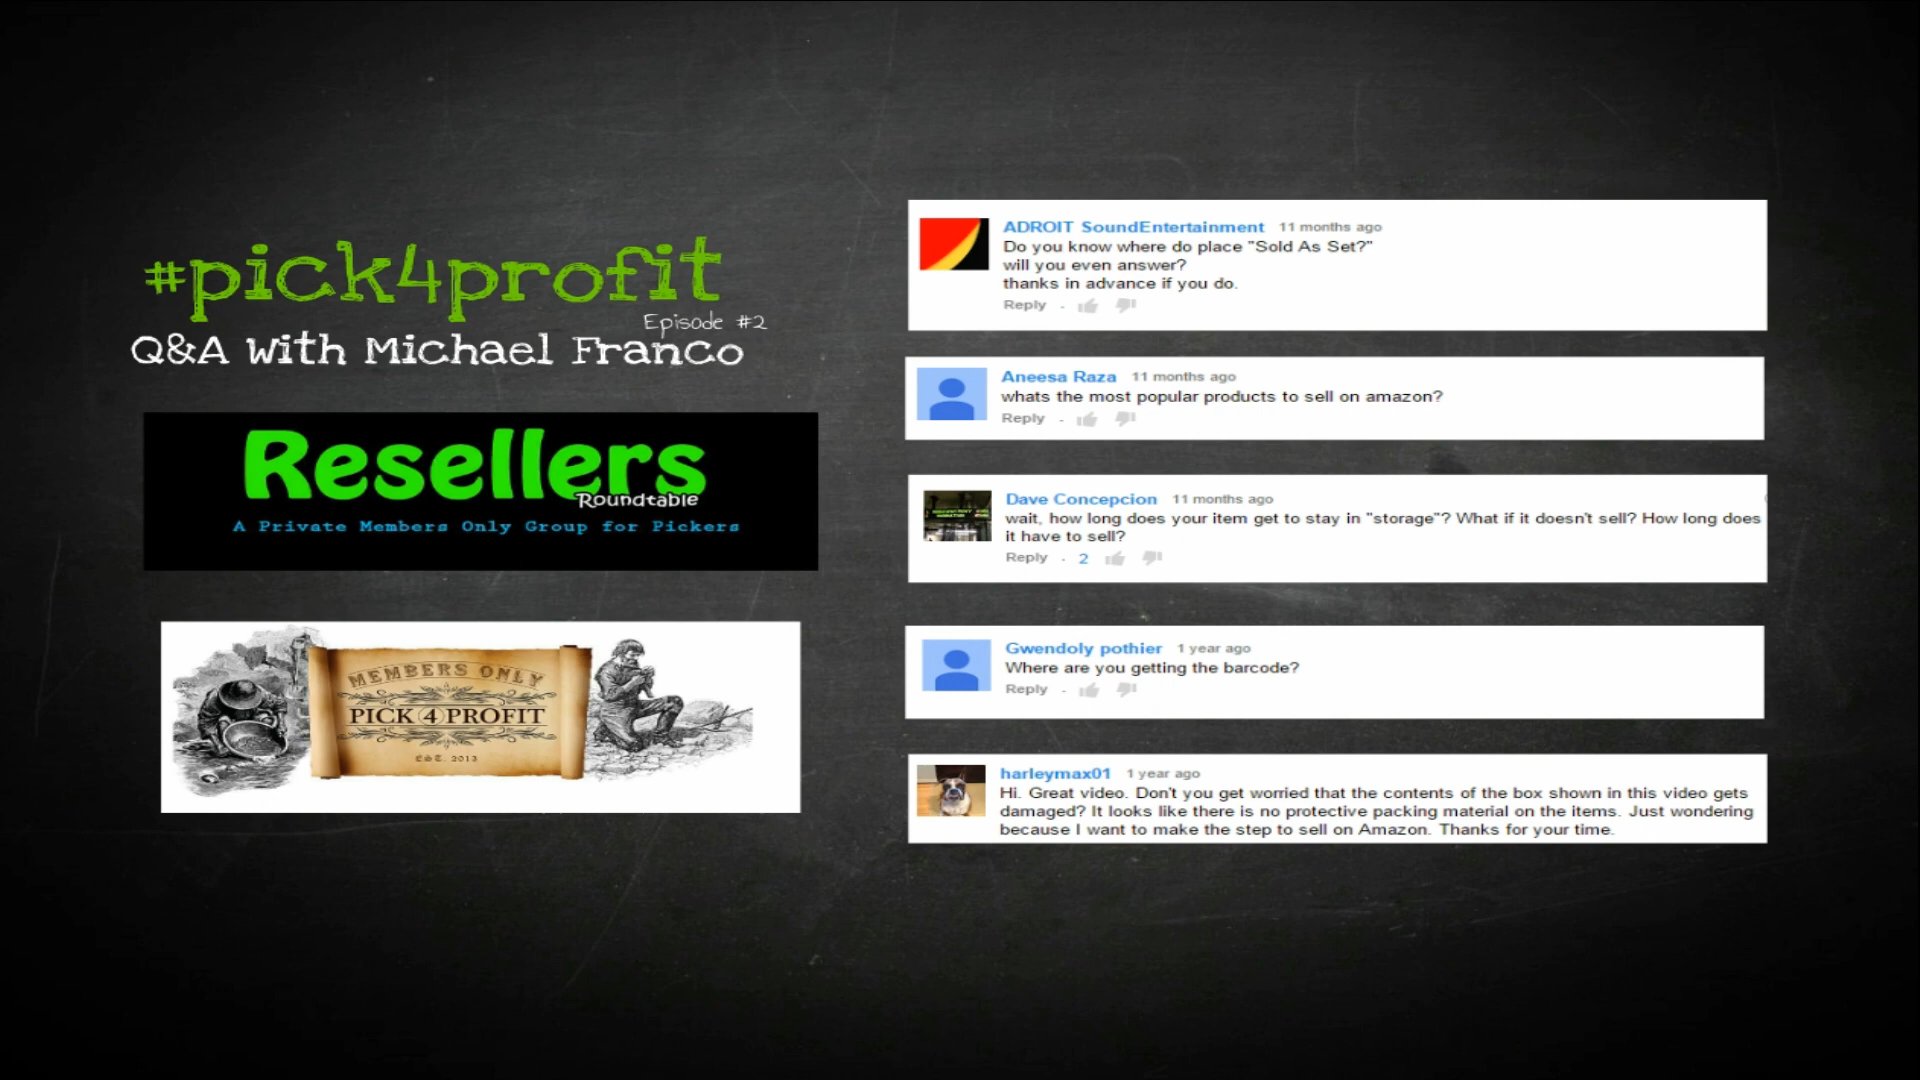 #pick4profit
Episode #2
Q&A With Michael Franco
Resellers
Roundtable
A Private Members Only Group for Pickers
MEMBERS ONLY
PICK 4 PROFIT
EST. 2013
ADROIT SoundEntertainment 11 months ago
Do you know where do place "Sold As Set?"
will you even answer?
thanks in advance if you do.
Reply ·
Aneesa Raza 11 months ago
whats the most popular products to sell on amazon?
Reply ·
Dave Concepcion 11 months ago
wait, how long does your item get to stay in "storage"? What if it doesn't sell? How long does
it have to sell?
Reply · 2
Gwendoly pothier 1 year ago
Where are you getting the barcode?
Reply ·
harleymax01 1 year ago
Hi. Great video. Don't you get worried that the contents of the box shown in this video gets
damaged? It looks like there is no protective packing material on the items. Just wondering
because I want to make the step to sell on Amazon. Thanks for your time.